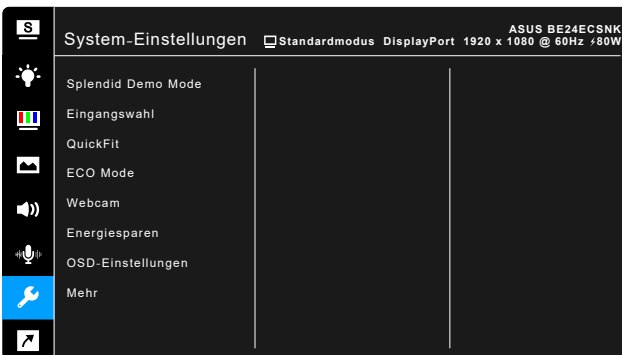 S
ASUS BE24ECSNK
System-Einstellungen Standardmodus DisplayPort 1920 x 1080 @ 60Hz ⚡80W
Splendid Demo Mode
Eingangswahl
QuickFit
ECO Mode
Webcam
Energiesparen
OSD-Einstellungen
Mehr